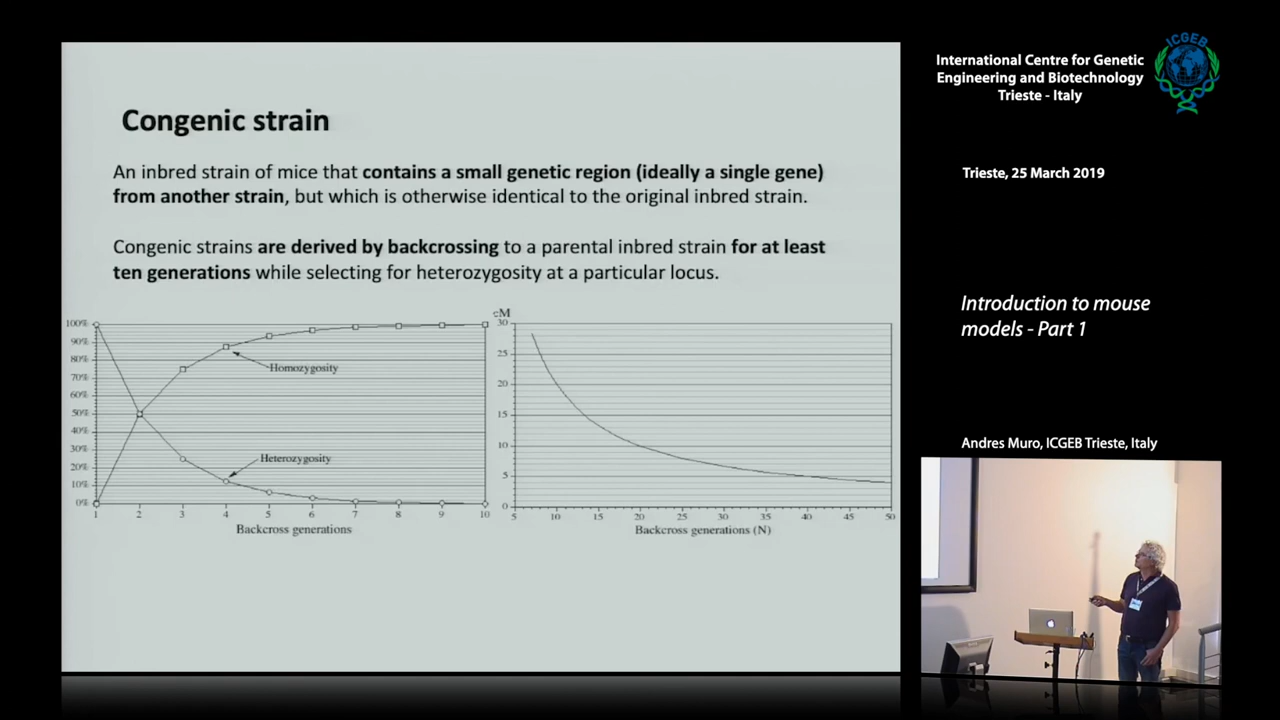 Congenic strain
An inbred strain of mice that contains a small genetic region (ideally a single gene)
from another strain, but which is otherwise identical to the original inbred strain.
Congenic strains are derived by backcrossing to a parental inbred strain for at least
ten generations while selecting for heterozygosity at a particular locus.
100%
90%
80%
70%
60%
50%
40%
30%
20%
10%
0%
Homozygosity
Heterozygosity
1 2 3 4 5 6 7 8 9 10
Backcross generations
cM
30
25
20
15
10
5
0
5 10 15 20 25 30 35 40 45 50
Backcross generations (N)
International Centre for Genetic
Engineering and Biotechnology
Trieste - Italy
ICGEB
Trieste, 25 March 2019
Introduction to mouse
models - Part 1
Andres Muro, ICGEB Trieste, Italy